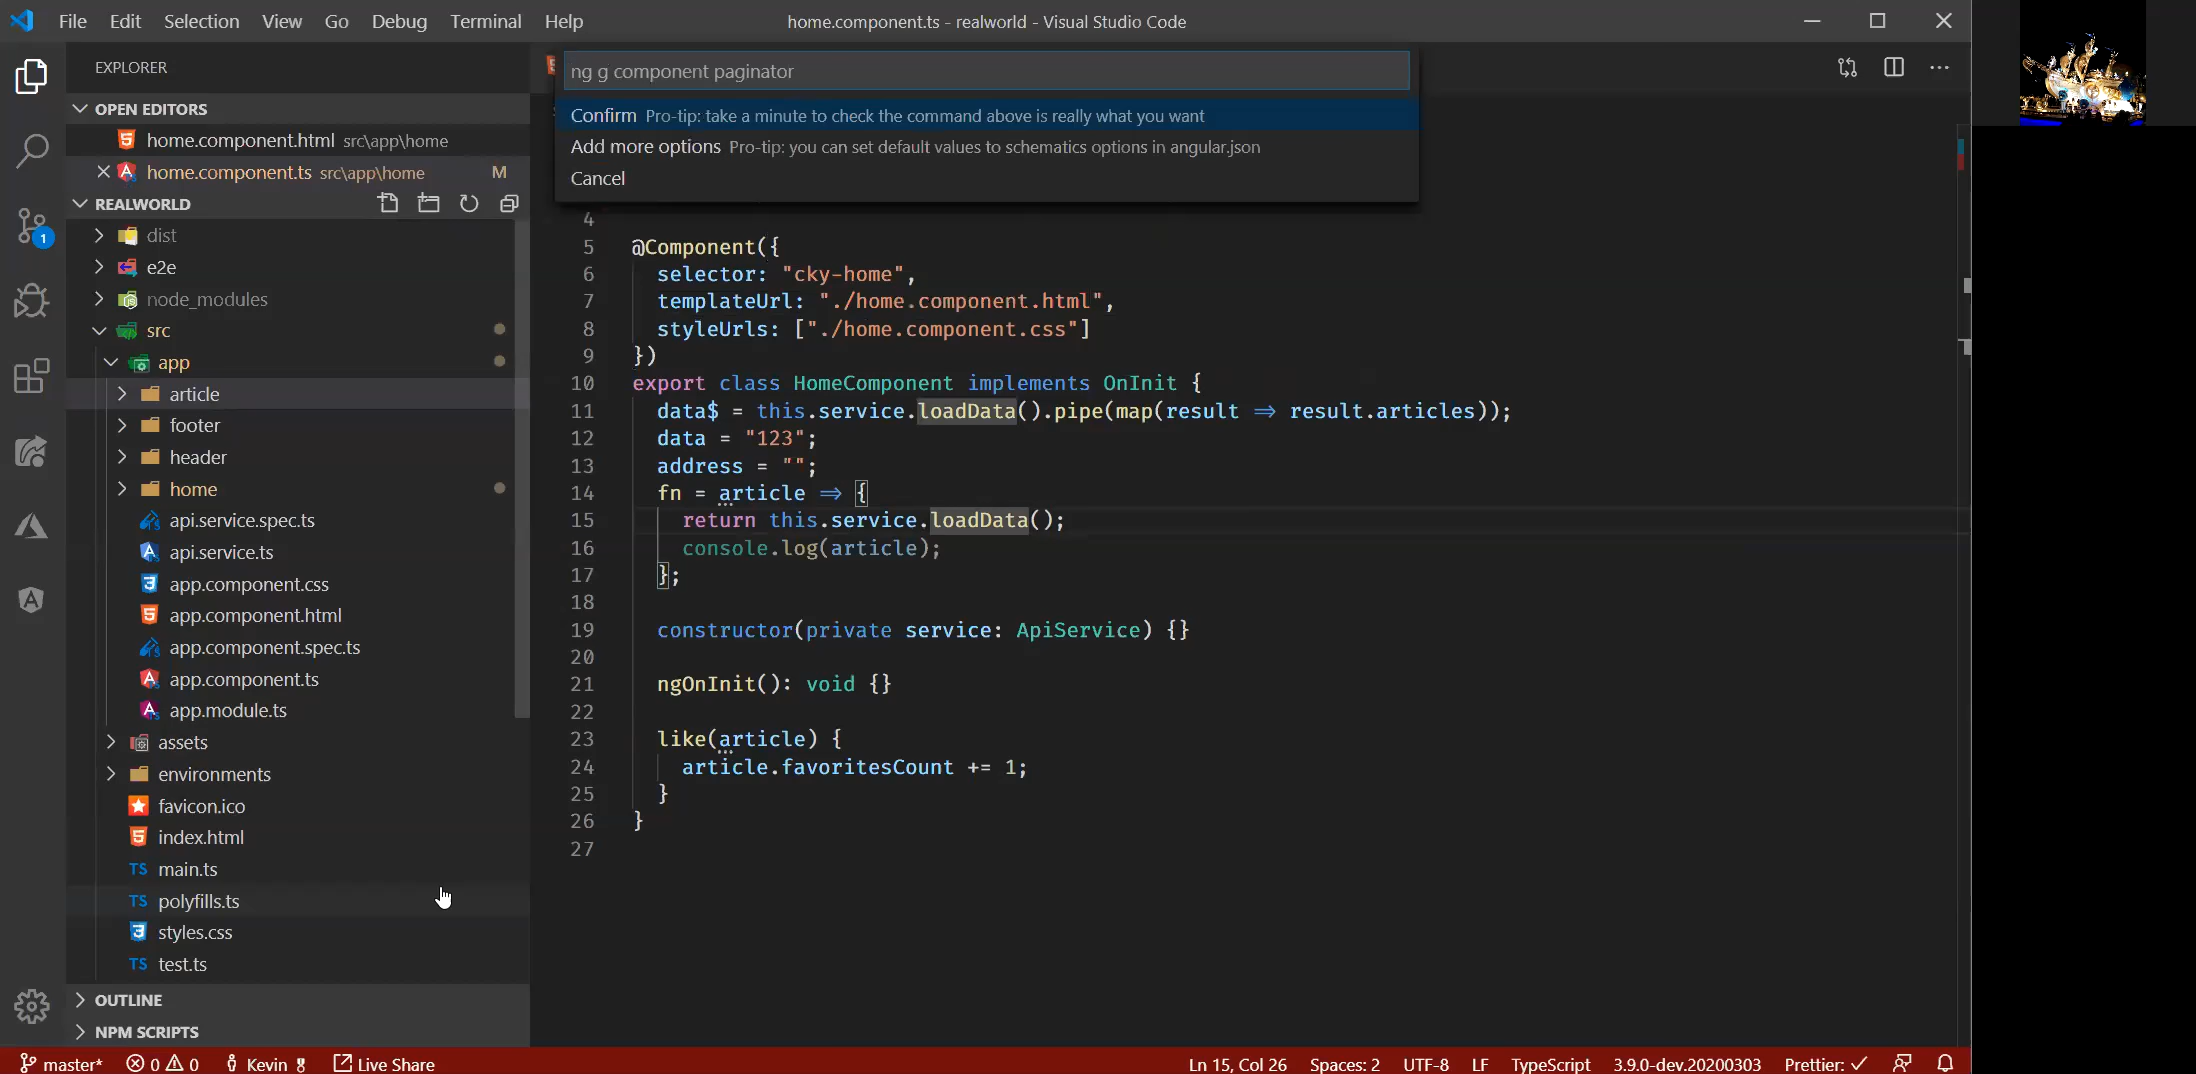 File Edit Selection View Go Debug Terminal Help home.component.ts - realworld - Visual Studio Code
EXPLORER
ng g component paginator
Confirm Pro-tip: take a minute to check the command above is really what you want
Add more options Pro-tip: you can set default values to schematics options in angular.json
Cancel
OPEN EDITORS
home.component.html src\app\home
home.component.ts src\app\home M
REALWORLD
dist
e2e
node_modules
src
app
article
footer
header
home
api.service.spec.ts
api.service.ts
app.component.css
app.component.html
app.component.spec.ts
app.component.ts
app.module.ts
assets
environments
favicon.ico
index.html
TS main.ts
TS polyfills.ts
styles.css
TS test.ts
OUTLINE
NPM SCRIPTS
1
4
5 @Component({
6 selector: "cky-home",
7 templateUrl: "./home.component.html",
8 styleUrls: ["./home.component.css"]
9 })
10 export class HomeComponent implements OnInit {
11 data$ = this.service.loadData().pipe(map(result => result.articles));
12 data = "123";
13 address = "";
14 fn = article => {
15 return this.service.loadData();
16 console.log(article);
17 };
18
19 constructor(private service: ApiService) {}
20
21 ngOnInit(): void {}
22
23 like(article) {
24 article.favoritesCount += 1;
25 }
26 }
27
master* 0 0 Kevin Live Share Ln 15, Col 26 Spaces: 2 UTF-8 LF TypeScript 3.9.0-dev.20200303 Prettier: ✓